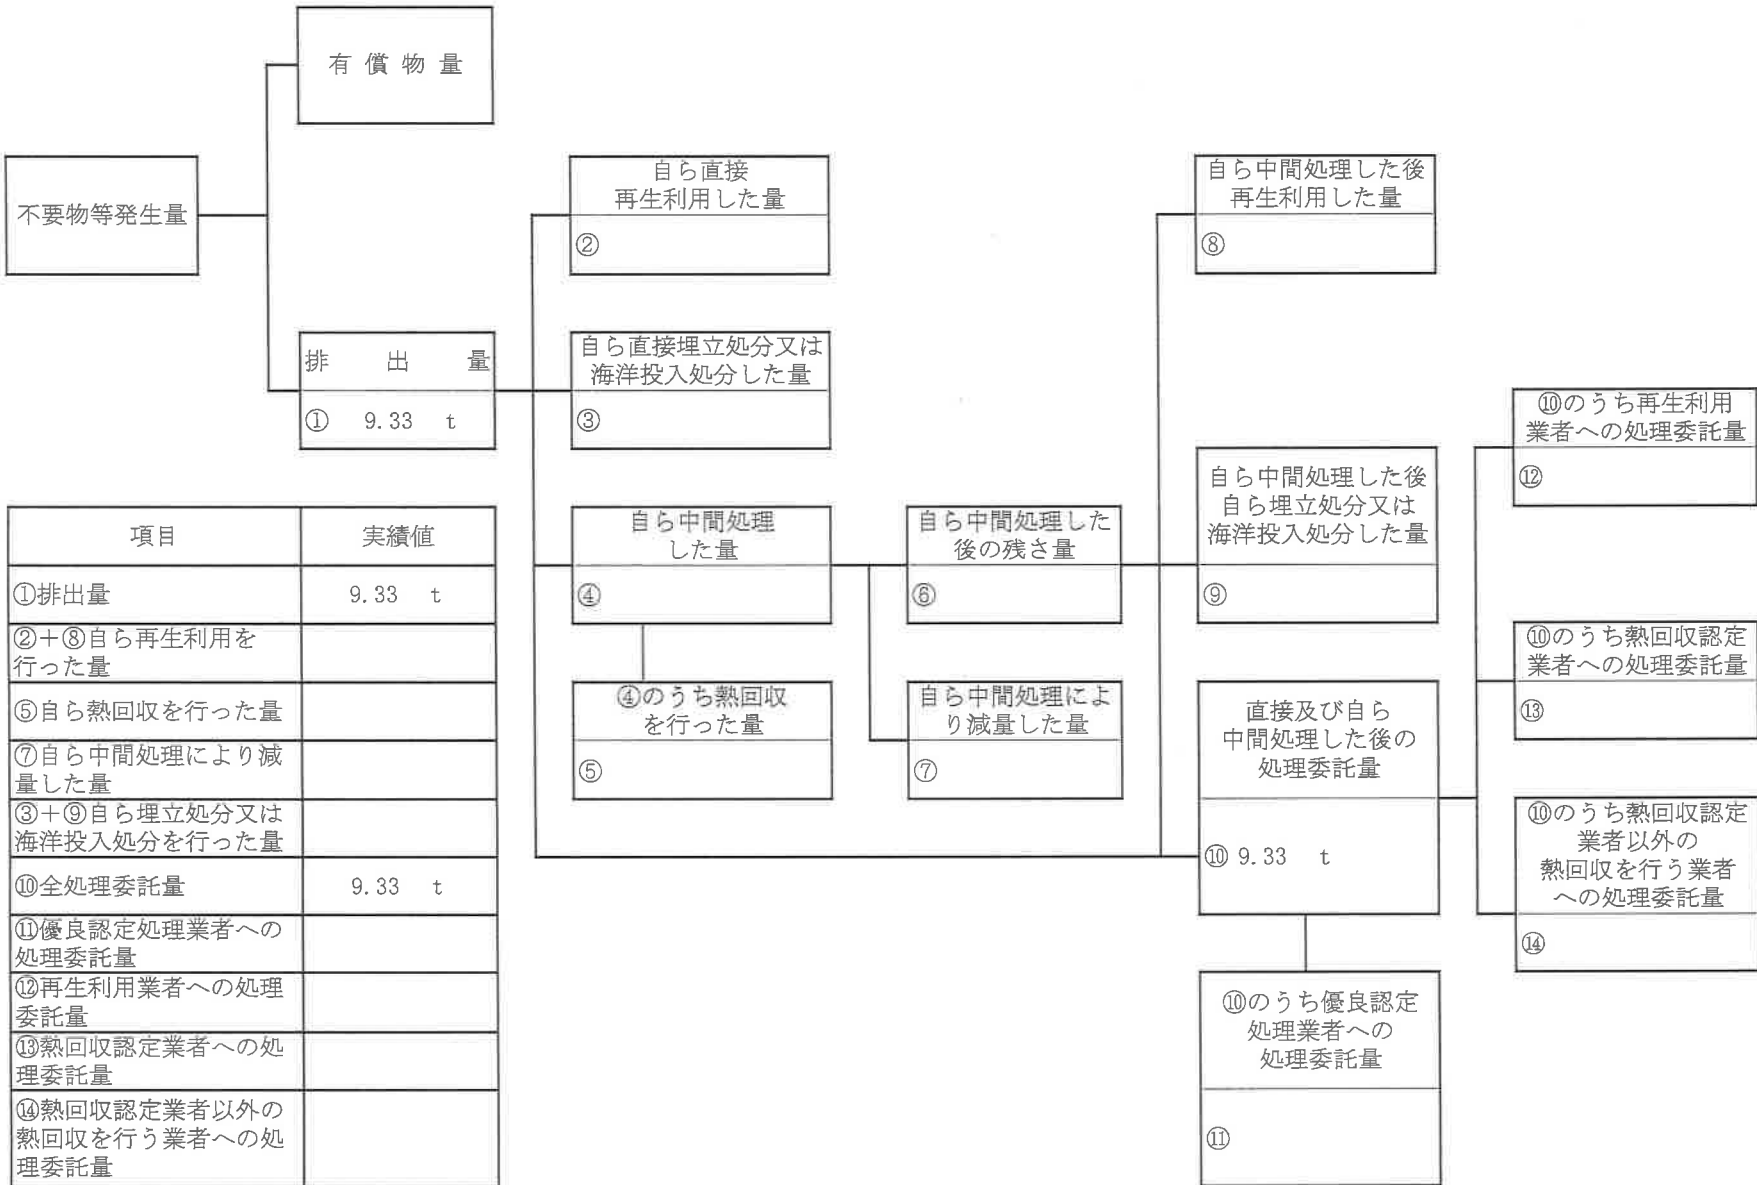 有 償 物 量
不要物等発生量
自ら直接
再生利用した量
②
自ら中間処理した後
再生利用した量
⑧
排 出 量
① 9.33 t
自ら直接埋立処分又は
海洋投入処分した量
③
⑩のうち再生利用
業者への処理委託量
⑫
自ら中間処理した後
自ら埋立処分又は
海洋投入処分した量
⑨
自ら中間処理
した量
④
自ら中間処理した
後の残さ量
⑥
⑩のうち熱回収認定
業者への処理委託量
⑬
④のうち熱回収
を行った量
⑤
自ら中間処理によ
り減量した量
⑦
直接及び自ら
中間処理した後の
処理委託量
⑩ 9.33 t
⑩のうち熱回収認定
業者以外の
熱回収を行う業者
への処理委託量
⑭
⑩のうち優良認定
処理業者への
処理委託量
⑪
項目 実績値
①排出量 9.33 t
②+⑧自ら再生利用を
行った量
⑤自ら熱回収を行った量
⑦自ら中間処理により減
量した量
③+⑨自ら埋立処分又は
海洋投入処分を行った量
⑩全処理委託量 9.33 t
⑪優良認定処理業者への
処理委託量
⑫再生利用業者への処理
委託量
⑬熱回収認定業者への処
理委託量
⑭熱回収認定業者以外の
熱回収を行う業者への処
理委託量